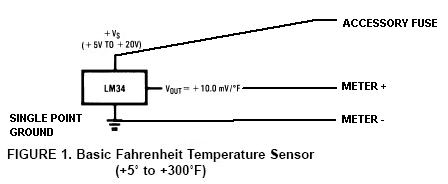 ACCESSORY FUSE
+VS
(+5V TO +20V)
LM34
VOUT = +10.0 mV/°F
METER +
SINGLE POINT
GROUND
METER -
FIGURE 1. Basic Fahrenheit Temperature Sensor
(+5° to +300°F)